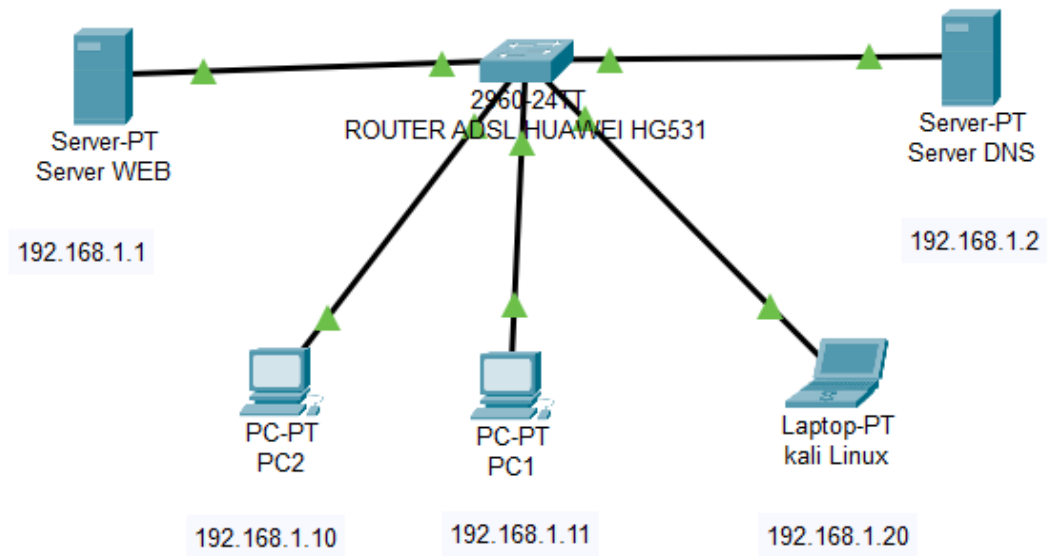 2960-24TT
ROUTER ADSL HUAWEI HG531
Server-PT
Server WEB
192.168.1.1
Server-PT
Server DNS
192.168.1.2
PC-PT
PC2
192.168.1.10
PC-PT
PC1
192.168.1.11
Laptop-PT
kali Linux
192.168.1.20